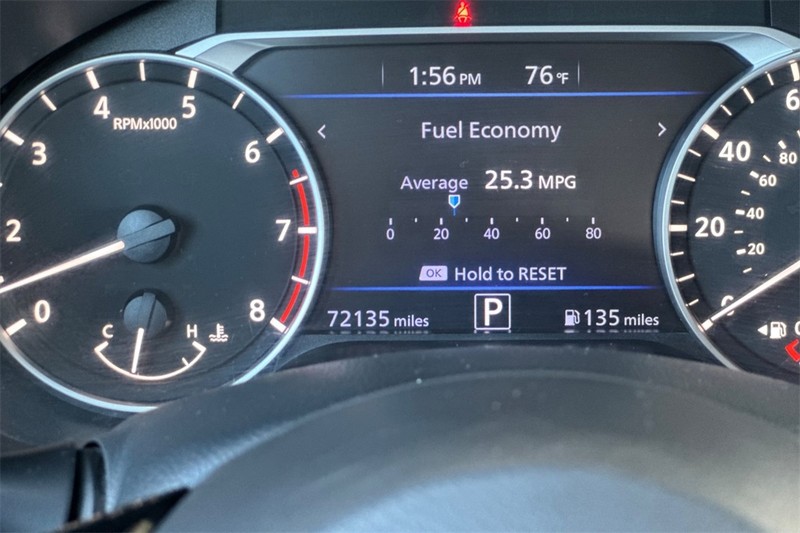 1:56 PM 76 °F
Fuel Economy
Average 25.3 MPG
0 20 40 60 80
OK Hold to RESET
72135 miles P 135 miles
0 2 3 4 5 6 7 8
RPMx1000
C H
0 20 40
20 40 60 80